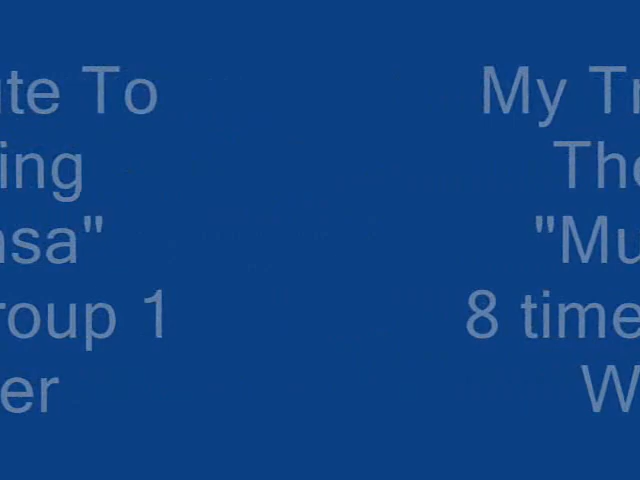 ute To My Tr
ing The
nsa" "Mu
roup 1 8 time
er W